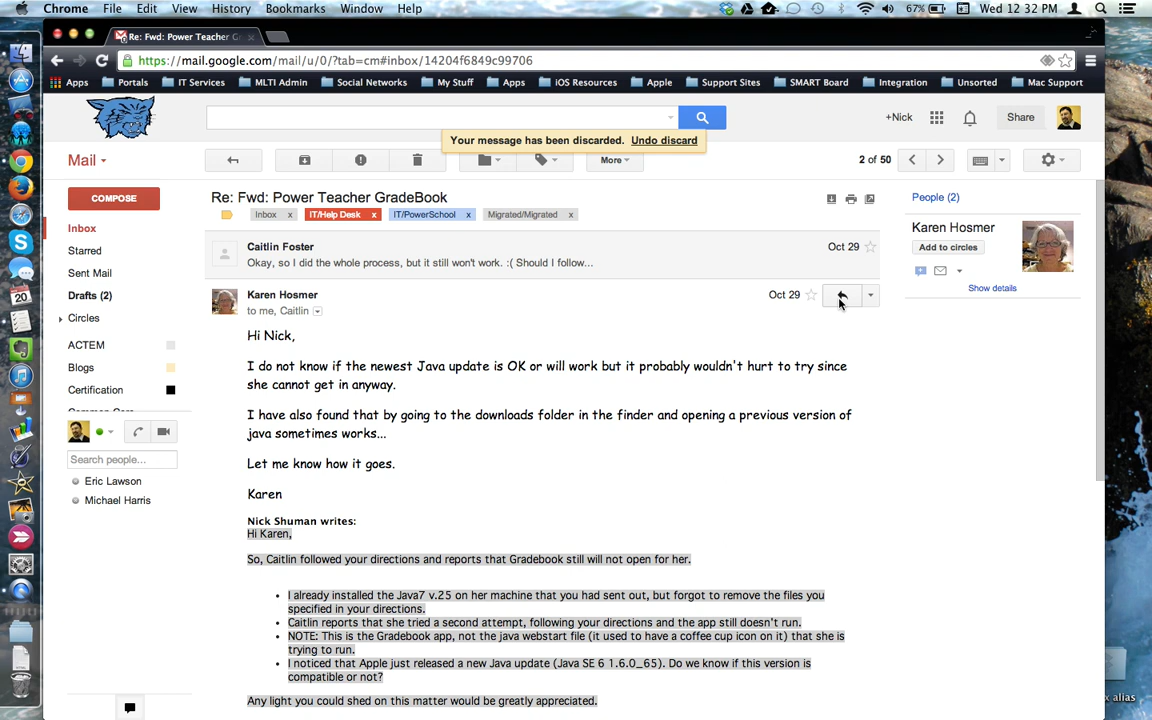 Chrome File Edit View History Bookmarks Window Help 67% Wed 12 32 PM
Re: Fwd: Power Teacher Gr
https://mail.google.com/mail/u/0/?tab=cm#inbox/14204f6849c99706
Apps Portals IT Services MLTI Admin Social Networks My Stuff Apps iOS Resources Apple Support Sites SMART Board Integration Unsorted Mac Support
+Nick Share
Your message has been discarded. Undo discard
Mail More 2 of 50
COMPOSE
Inbox
Starred
Sent Mail
Drafts (2)
Circles
ACTEM
Blogs
Certification
Search people...
Eric Lawson
Michael Harris
Re: Fwd: Power Teacher GradeBook
Inbox x IT/Help Desk x IT/PowerSchool x Migrated/Migrated x
Caitlin Foster Oct 29
Okay, so I did the whole process, but it still won't work. :( Should I follow...
Karen Hosmer Oct 29
to me, Caitlin
Hi Nick,
I do not know if the newest Java update is OK or will work but it probably wouldn't hurt to try since
she cannot get in anyway.
I have also found that by going to the downloads folder in the finder and opening a previous version of
java sometimes works...
Let me know how it goes.
Karen
Nick Shuman writes:
Hi Karen,
So, Caitlin followed your directions and reports that Gradebook still will not open for her.
• I already installed the Java7 v.25 on her machine that you had sent out, but forgot to remove the files you
specified in your directions.
• Caitlin reports that she tried a second attempt, following your directions and the app still doesn't run.
• NOTE: This is the Gradebook app, not the java webstart file (it used to have a coffee cup icon on it) that she is
trying to run.
• I noticed that Apple just released a new Java update (Java SE 6 1.6.0_65). Do we know if this version is
compatible or not?
Any light you could shed on this matter would be greatly appreciated.
People (2)
Karen Hosmer
Add to circles
Show details
20
x alias